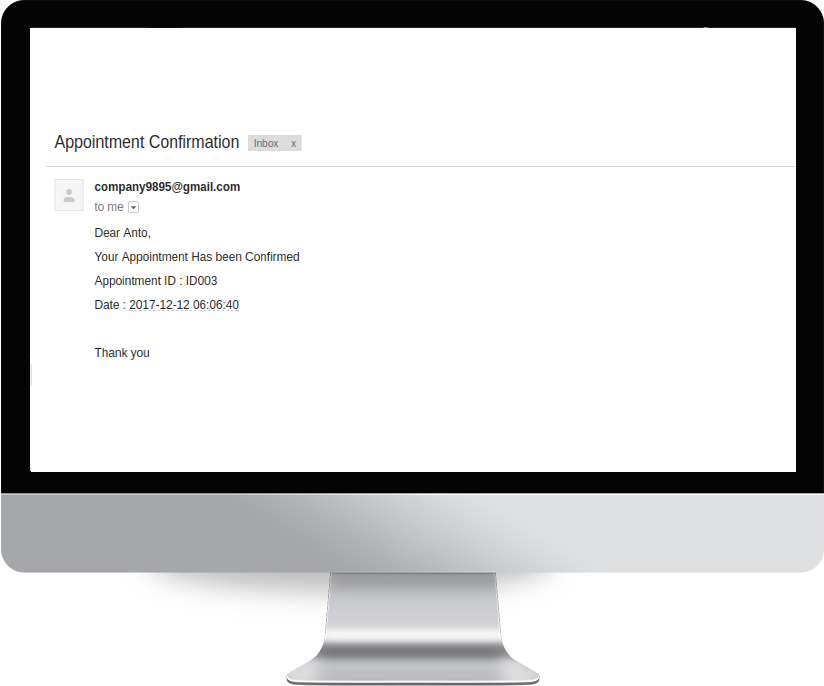 Appointment Confirmation Inbox x
company9895@gmail.com
to me
Dear Anto,
Your Appointment Has been Confirmed
Appointment ID : ID003
Date : 2017-12-12 06:06:40
Thank you